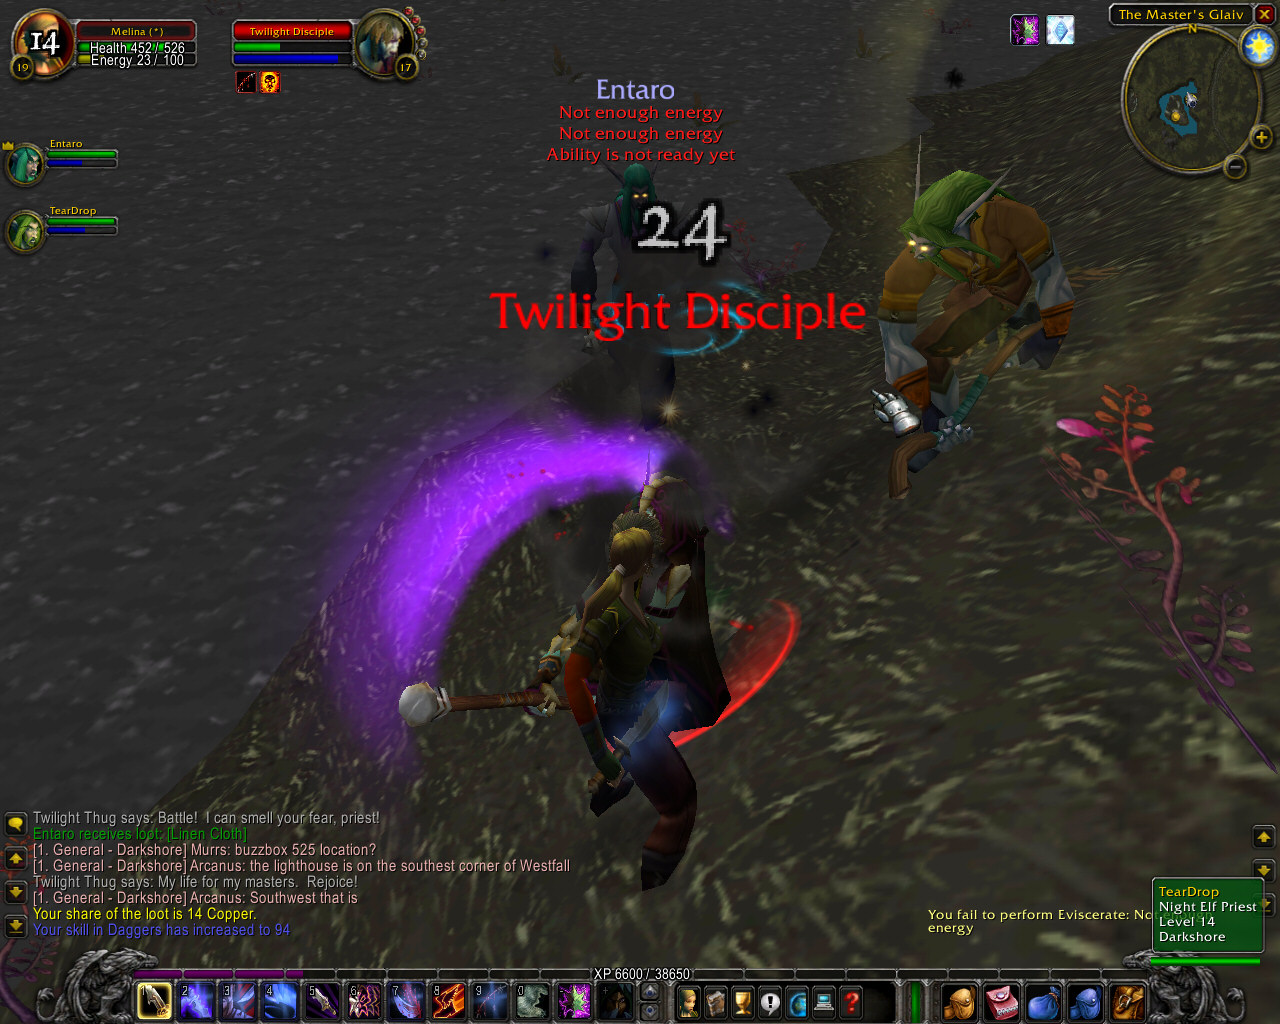 14
Melina (*)
Health 452 / 526
Energy 23 / 100
19
Twilight Disciple
17
The Master's Glaiv
N
Entaro
TearDrop
Entaro
Not enough energy
Not enough energy
Ability is not ready yet
24
Twilight Disciple
Twilight Thug says: Battle! I can smell your fear, priest!
Entaro receives loot: [Linen Cloth]
[1. General - Darkshore] Murrs: buzzbox 525 location?
[1. General - Darkshore] Arcanus: the lighthouse is on the southest corner of Westfall
Twilight Thug says: My life for my masters. Rejoice!
[1. General - Darkshore] Arcanus: Southwest that is
Your share of the loot is 14 Copper.
Your skill in Daggers has increased to 94
You fail to perform Eviscerate: Not enough
energy
TearDrop
Night Elf Priest
Level 14
Darkshore
XP 6600 / 38650
2 3 4 5 6 7 8 9 0 - +